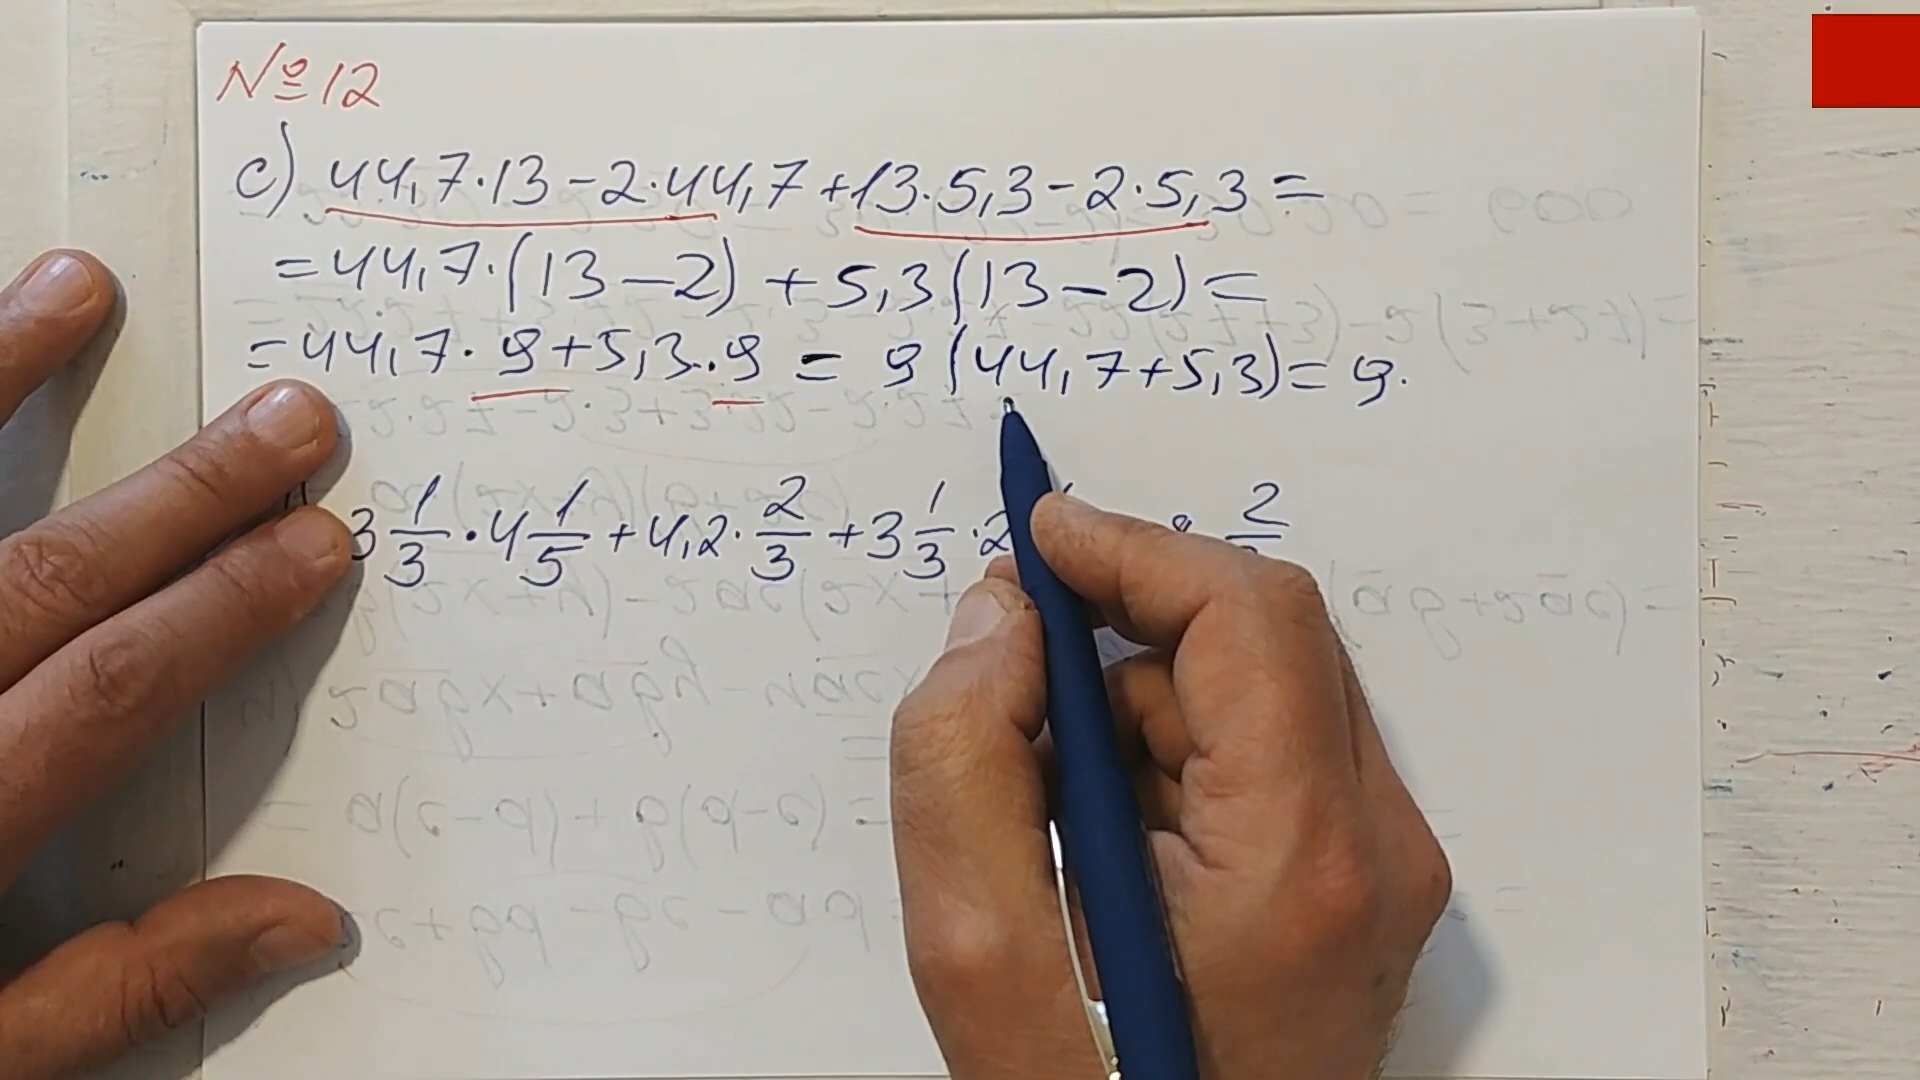 №12
c) 44,7·13-2·44,7+13·5,3-2·5,3=
=44,7·(13-2)+5,3(13-2)=
=44,7·9+5,3·9=9(44,7+5,3)=9·
3 1/3·4 1/5+4,2·2/3+3 1/3·2